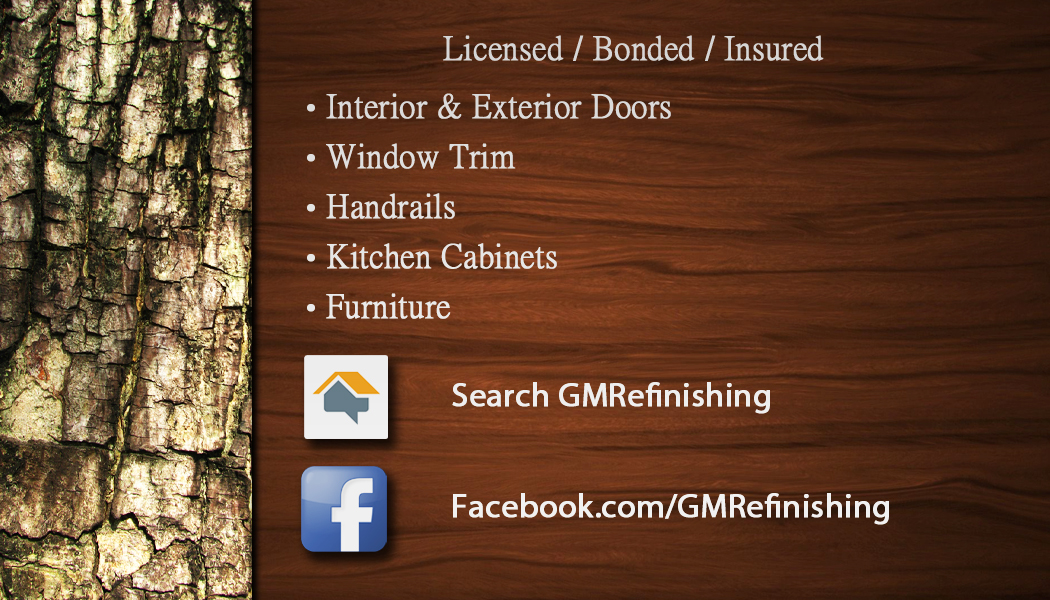 Licensed / Bonded / Insured
• Interior & Exterior Doors
• Window Trim
• Handrails
• Kitchen Cabinets
• Furniture
Search GMRefinishing
f
Facebook.com/GMRefinishing